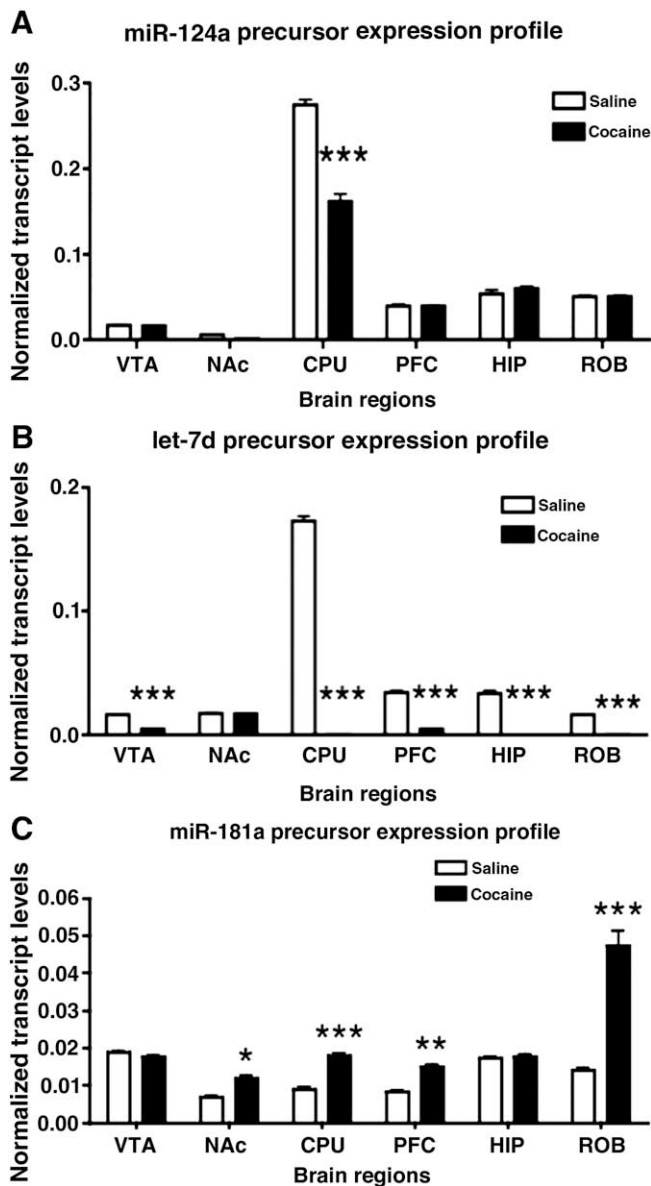 A
miR-124a precursor expression profile
Normalized transcript levels
0.3
0.2
0.1
0.0
Saline
Cocaine
***
VTA NAc CPU PFC HIP ROB
Brain regions
B
let-7d precursor expression profile
Normalized transcript levels
0.2
0.1
0.0
Saline
Cocaine
*** *** *** *** ***
VTA NAc CPU PFC HIP ROB
Brain regions
C
miR-181a precursor expression profile
Normalized transcript levels
0.06
0.05
0.04
0.03
0.02
0.01
0.00
Saline
Cocaine
* *** ** ***
VTA NAc CPU PFC HIP ROB
Brain regions